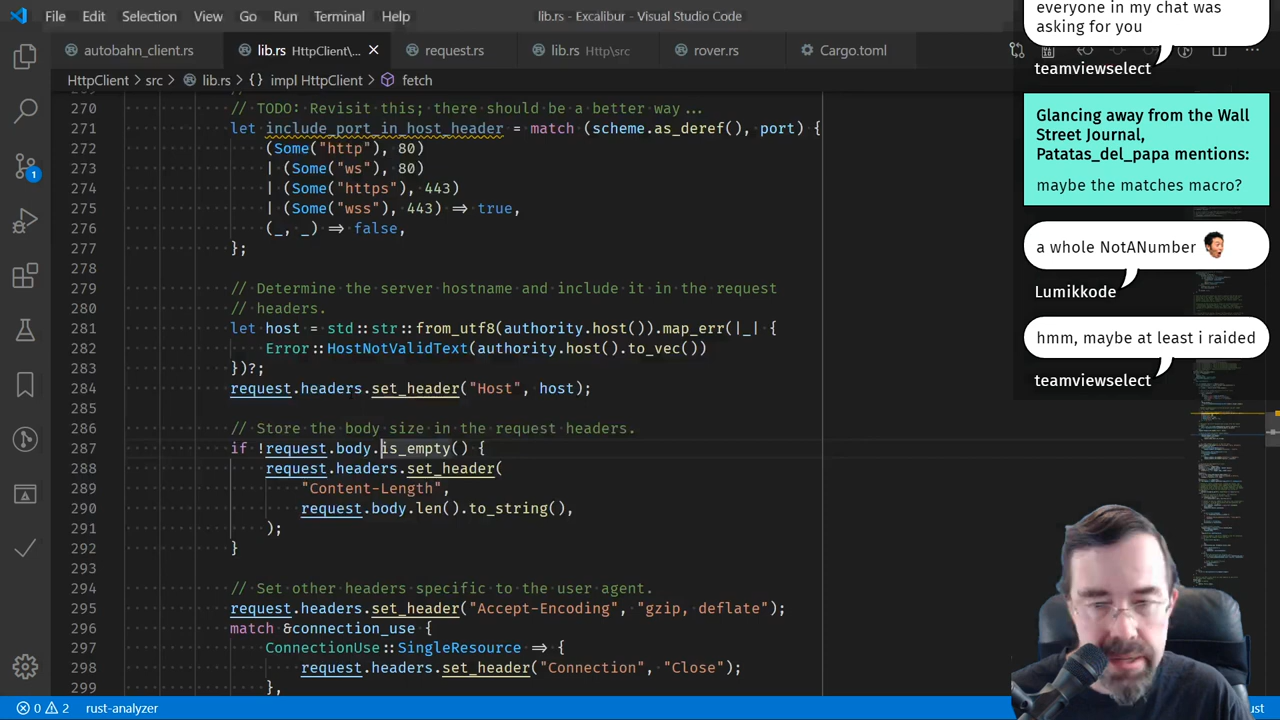 File Edit Selection View Go Run Terminal Help lib.rs - Excalibur - Visual Studio Code
autobahn_client.rs lib.rs HttpClient\... request.rs lib.rs Http\src rover.rs Cargo.toml
HttpClient > src > lib.rs > {} impl HttpClient > fetch
270 // TODO: Revisit this; there should be a better way...
271 let include_port_in_host_header = match (scheme.as_deref(), port) {
272 (Some("http"), 80)
273 | (Some("ws"), 80)
274 | (Some("https"), 443)
275 | (Some("wss"), 443) => true,
276 (_, _) => false,
277 };
278
279 // Determine the server hostname and include it in the request
280 // headers.
281 let host = std::str::from_utf8(authority.host()).map_err(|_| {
282 Error::HostNotValidText(authority.host().to_vec())
283 })?;
284 request.headers.set_header("Host", host);
285
286 // Store the body size in the request headers.
287 if !request.body.is_empty() {
288 request.headers.set_header(
289 "Content-Length",
290 request.body.len().to_string(),
291 );
292 }
293
294 // Set other headers specific to the user agent.
295 request.headers.set_header("Accept-Encoding", "gzip, deflate");
296 match &connection_use {
297 ConnectionUse::SingleResource => {
298 request.headers.set_header("Connection", "Close");
299 },
everyone in my chat was
asking for you
teamviewselect
Glancing away from the Wall
Street Journal,
Patatas_del_papa mentions:
maybe the matches macro?
a whole NotANumber
Lumikkode
hmm, maybe at least i raided
teamviewselect
1
0 2 rust-analyzer